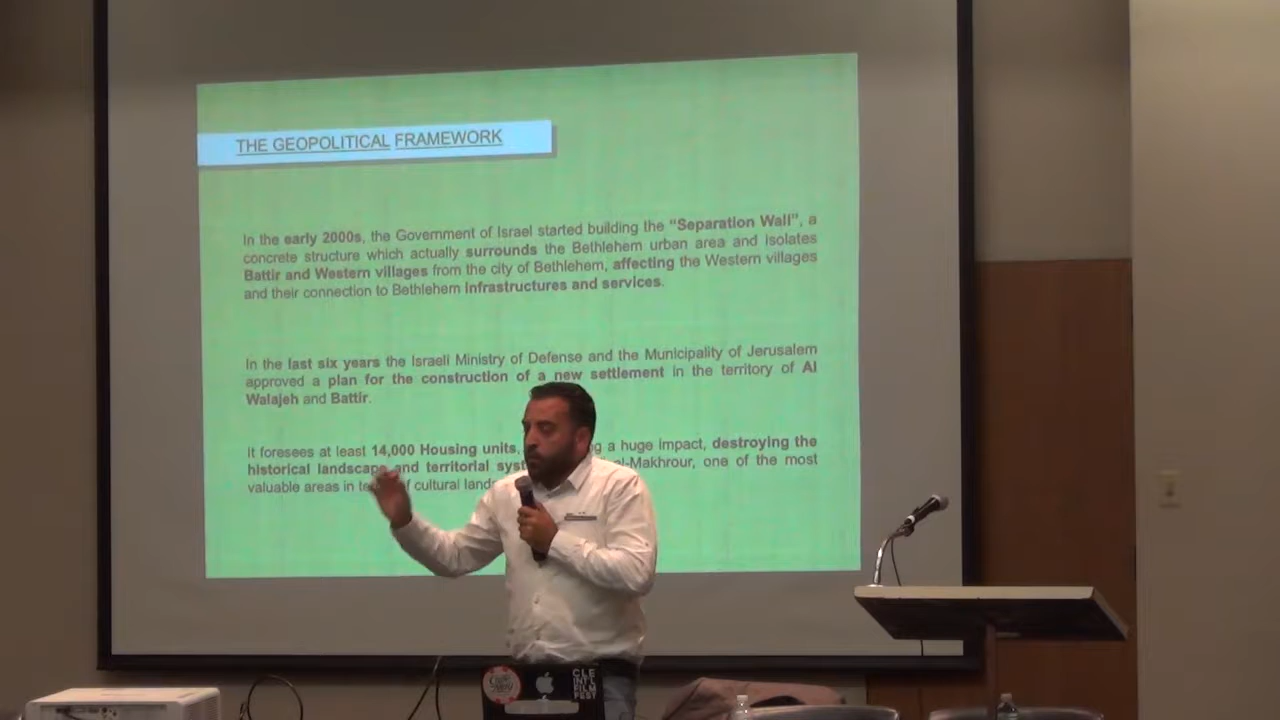 THE GEOPOLITICAL FRAMEWORK
In the early 2000s, the Government of Israel started building the “Separation Wall”, a
concrete structure which actually surrounds the Bethlehem urban area and isolates
Battir and Western villages from the city of Bethlehem, affecting the Western villages
and their connection to Bethlehem infrastructures and services.
In the last six years the Israeli Ministry of Defense and the Municipality of Jerusalem
approved a plan for the construction of a new settlement in the territory of Al
Walajeh and Battir.
It foresees at least 14,000 Housing units, a huge impact, destroying the
historical landscape and territorial al-Makhrour, one of the most
valuable areas in of cultural
CLE
INT'L
FILM
FEST